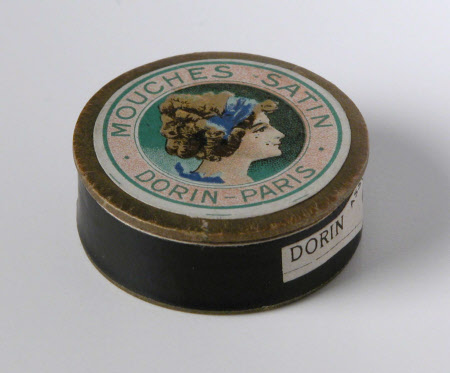 MOUCHES SATIN
· DORIN-PARIS ·
DORIN